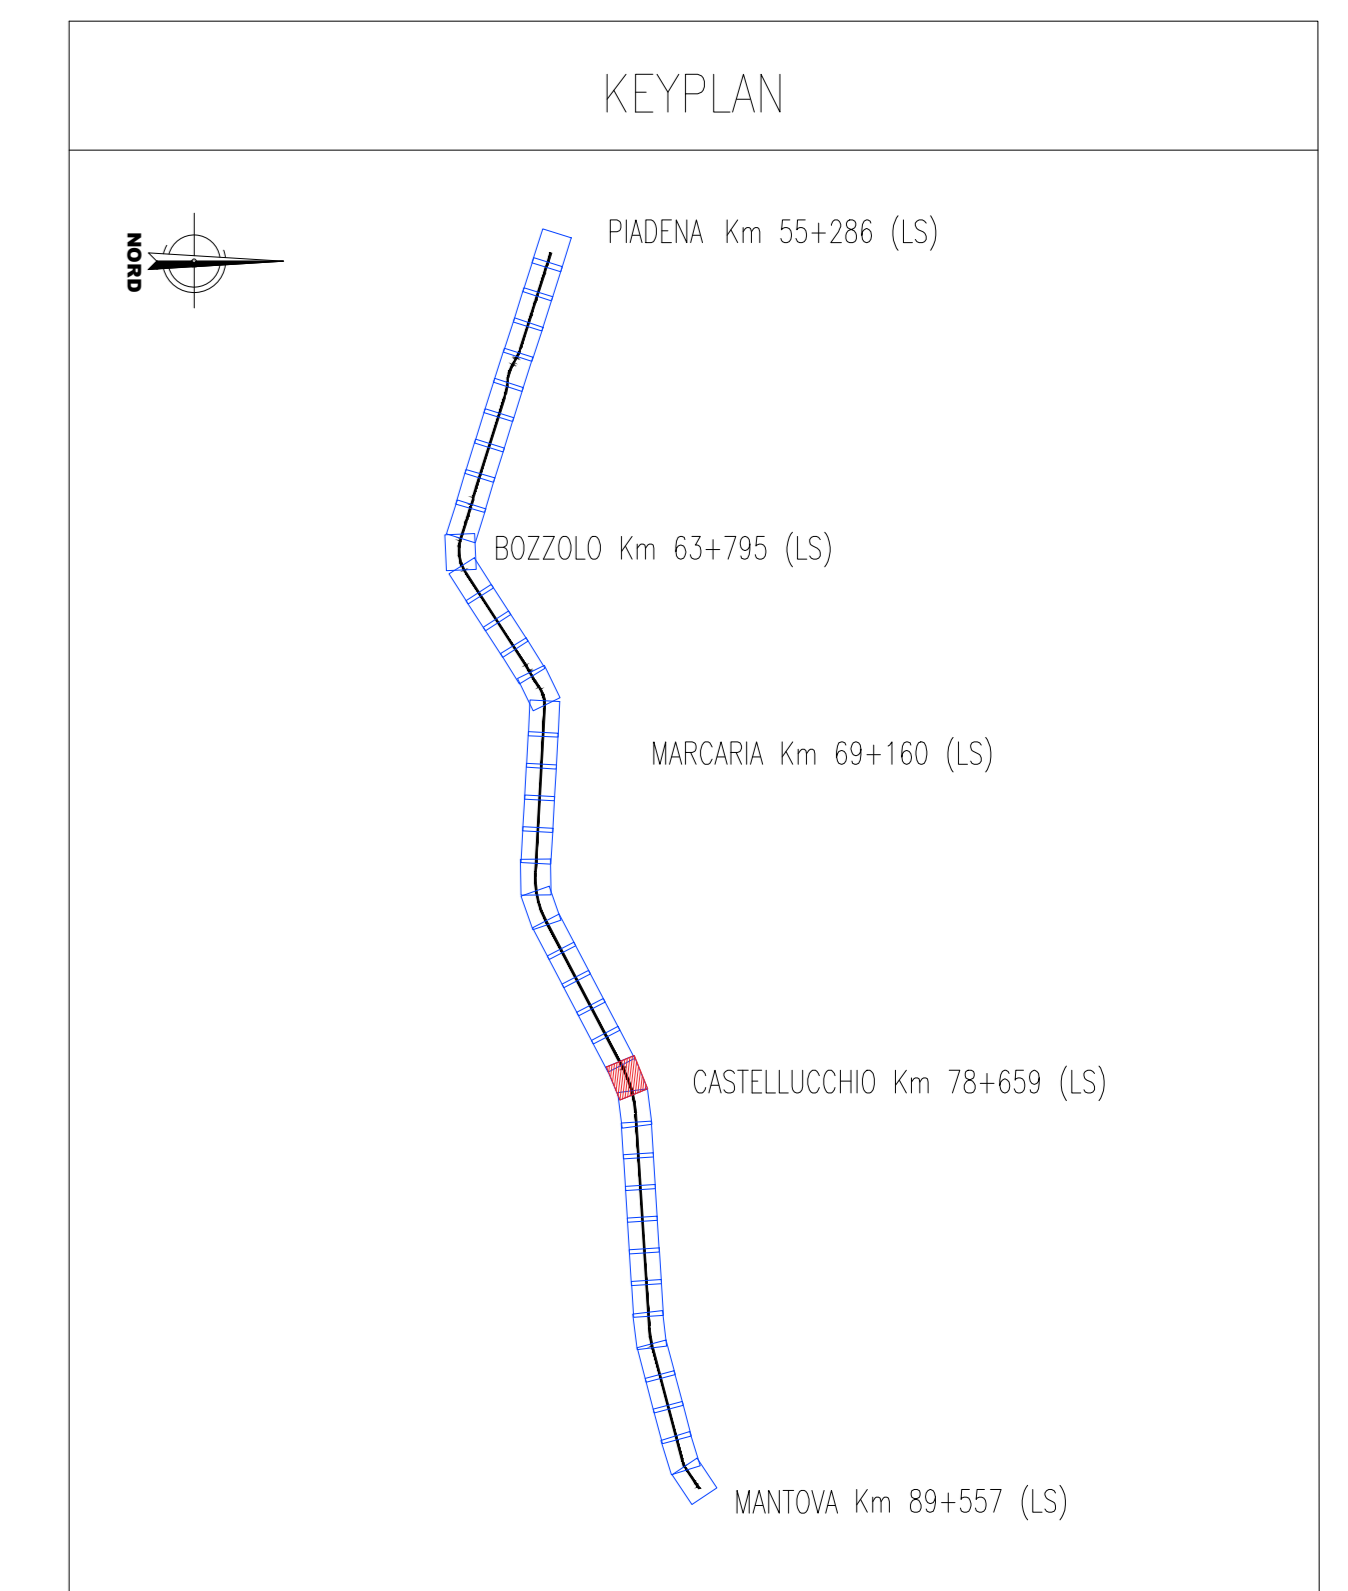 KEYPLAN
NORD
PIADENA Km 55+286 (LS)
BOZZOLO Km 63+795 (LS)
MARCARIA Km 69+160 (LS)
CASTELLUCCHIO Km 78+659 (LS)
MANTOVA Km 89+557 (LS)